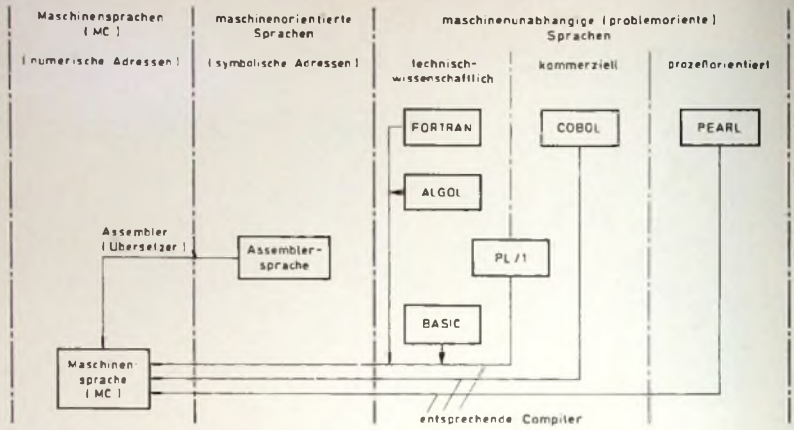 Maschinensprachen
(MC)
(numerische Adressen)
maschinenorientierte
Sprachen
(symbolische Adressen)
maschinenunabhängige (problemoriente)
Sprachen
technisch-
wissenschaftlich
kommerziell
prozeßorientiert
FORTRAN
COBOL
PEARL
ALGOL
Assembler
(Übersetzer)
Assembler-
sprache
PL/1
BASIC
Maschinen-
sprache
(MC)
entsprechende Compiler